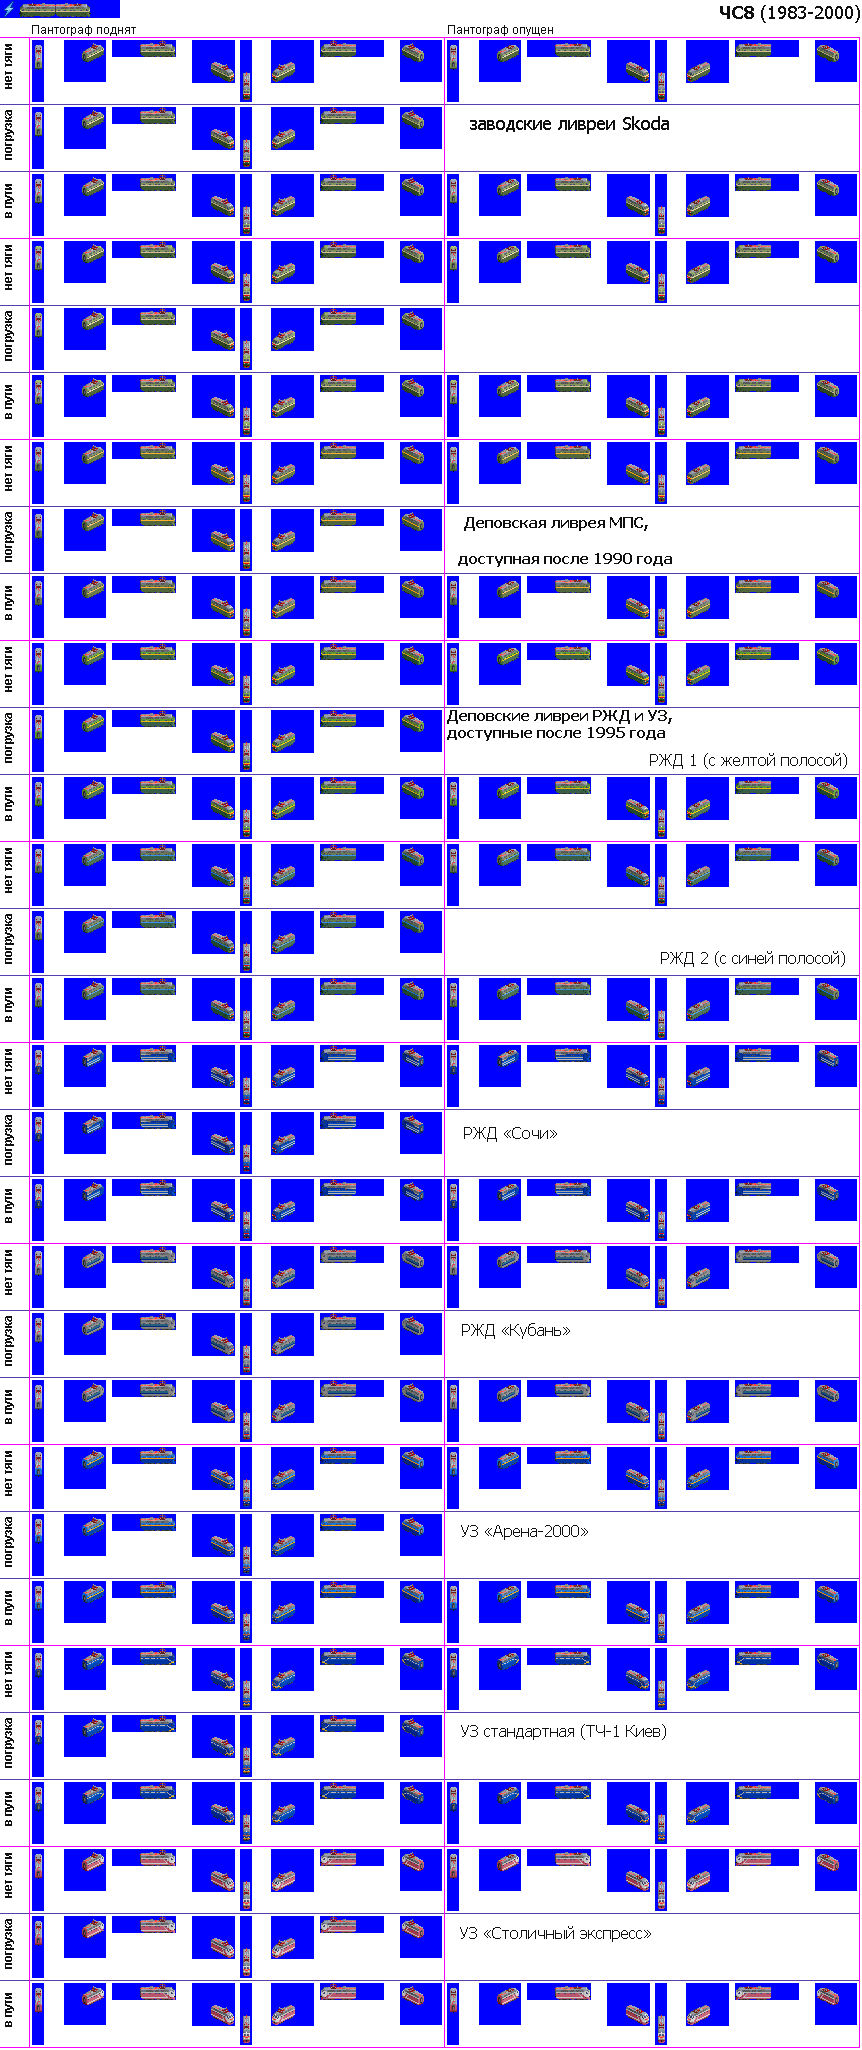 ЧС8 (1983-2000)
Пантограф поднят
Пантограф опущен
нет тяги
погрузка
заводские ливреи Skoda
в пути
нет тяги
погрузка
в пути
нет тяги
погрузка
Деповская ливрея МПС,
доступная после 1990 года
в пути
нет тяги
погрузка
Деповские ливреи РЖД и УЗ,
доступные после 1995 года
РЖД 1 (с желтой полосой)
в пути
нет тяги
погрузка
РЖД 2 (с синей полосой)
в пути
нет тяги
погрузка
РЖД «Сочи»
в пути
нет тяги
погрузка
РЖД «Кубань»
в пути
нет тяги
погрузка
УЗ «Арена-2000»
в пути
нет тяги
погрузка
УЗ стандартная (ТЧ-1 Киев)
в пути
нет тяги
погрузка
УЗ «Столичный экспресс»
в пути